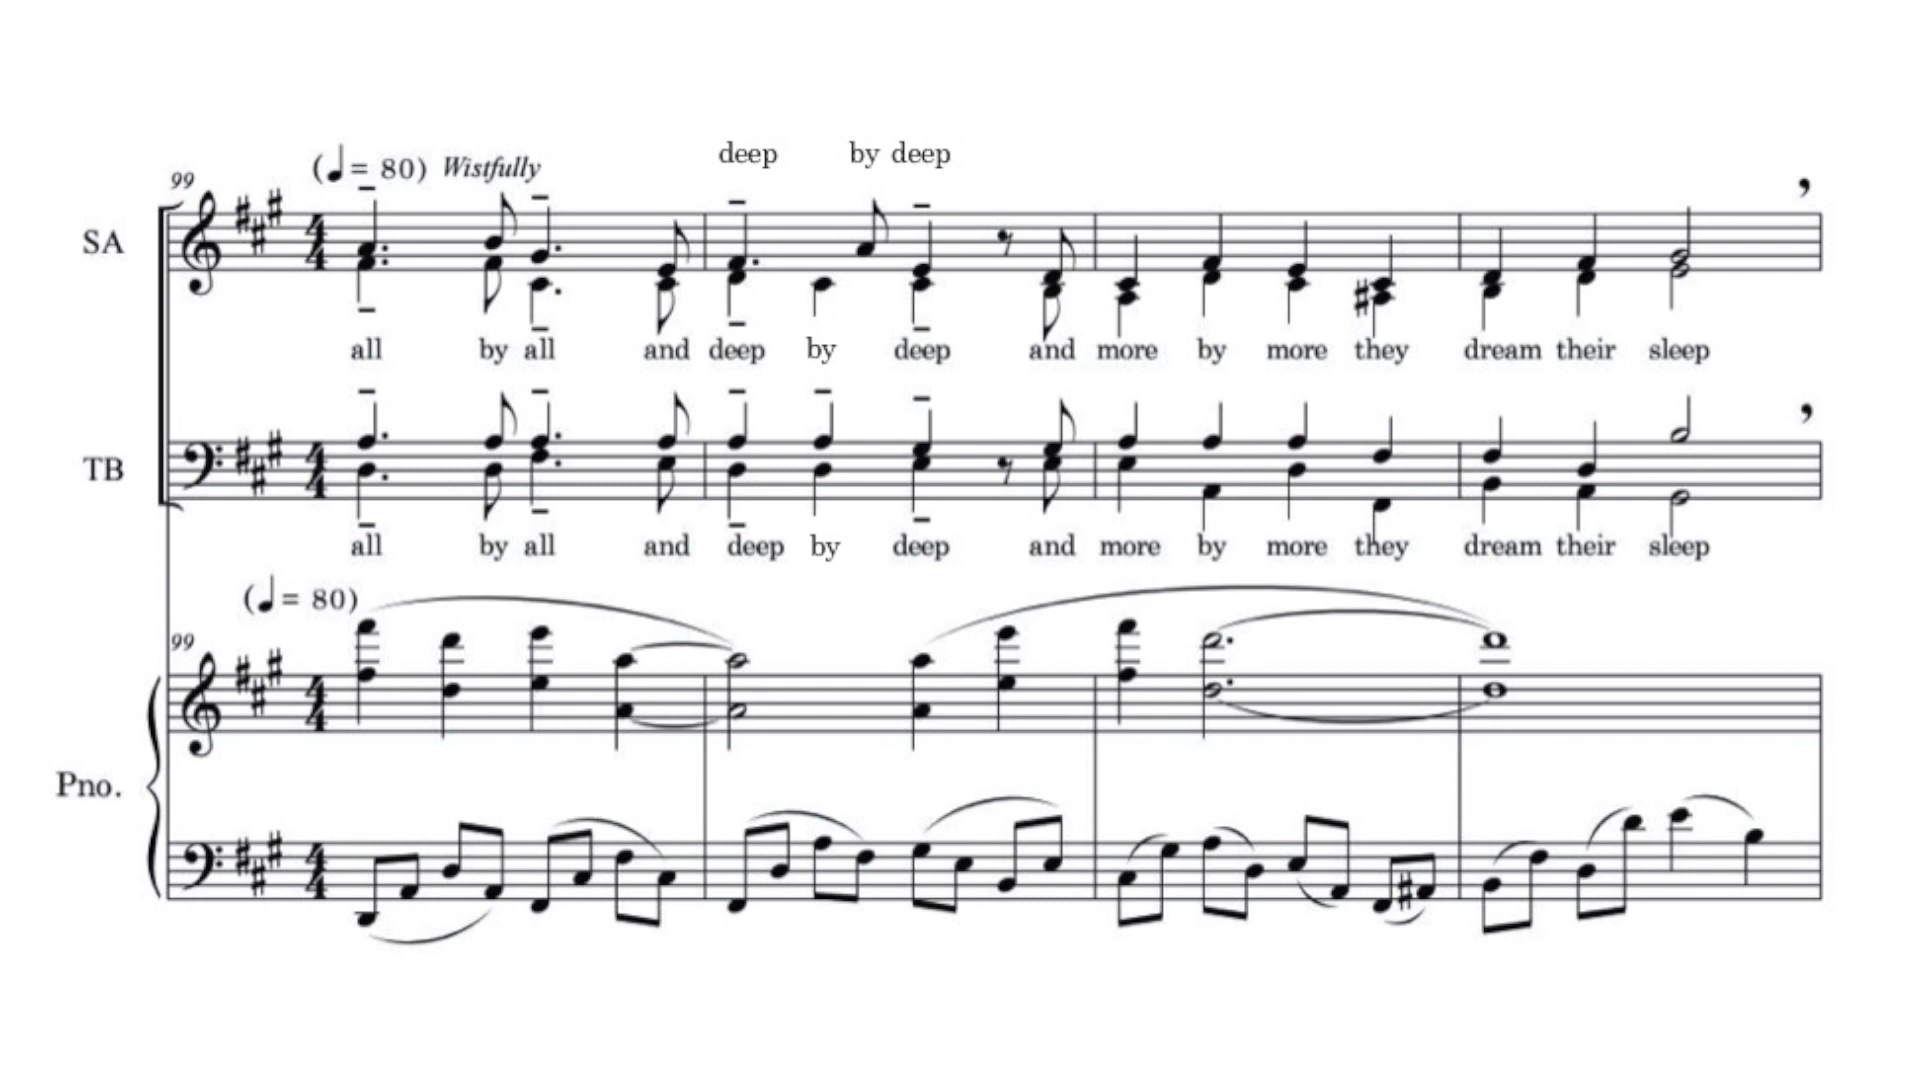 deep by deep
(♩= 80) Wistfully
99
SA
all by all and deep by deep and more by more they dream their sleep
TB
all by all and deep by deep and more by more they dream their sleep
(♩= 80)
99
Pno.